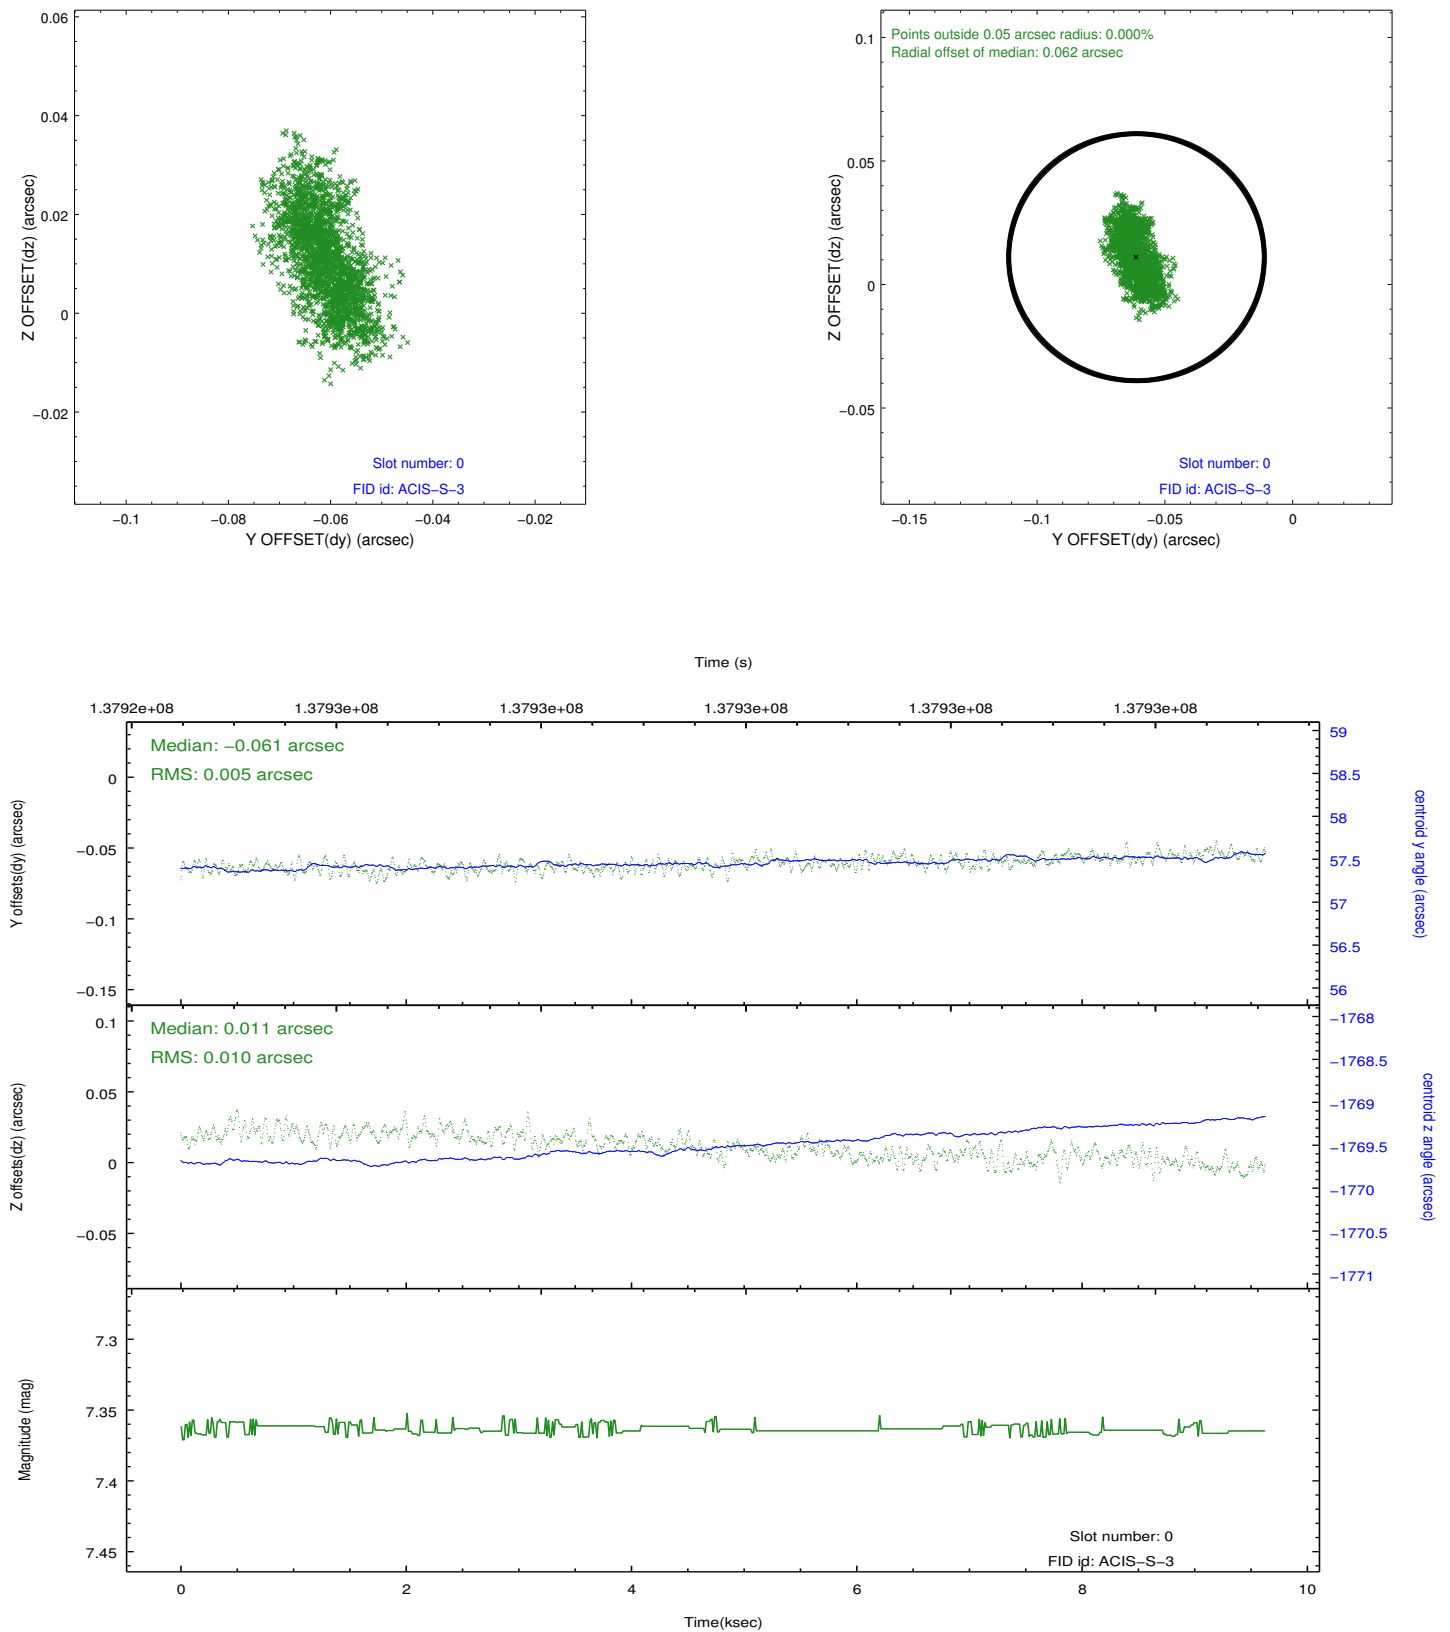 0.06
0.04
0.02
0
−0.02
Z OFFSET(dz) (arcsec)
Slot number: 0
FID id: ACIS−S−3
−0.1 −0.08 −0.06 −0.04 −0.02
Y OFFSET(dy) (arcsec)
Points outside 0.05 arcsec radius: 0.000%
Radial offset of median: 0.062 arcsec
0.1
0.05
0
−0.05
Z OFFSET(dz) (arcsec)
Slot number: 0
FID id: ACIS−S−3
−0.15 −0.1 −0.05 0
Y OFFSET(dy) (arcsec)
Time (s)
1.3792e+08 1.3793e+08 1.3793e+08 1.3793e+08 1.3793e+08 1.3793e+08
Median: −0.061 arcsec
RMS: 0.005 arcsec
0
−0.05
−0.1
−0.15
Y offsets(dy) (arcsec)
59
58.5
58
57.5
57
56.5
56
centroid y angle (arcsec)
Median: 0.011 arcsec
RMS: 0.010 arcsec
0.1
0.05
0
−0.05
Z offsets(dz) (arcsec)
−1768
−1768.5
−1769
−1769.5
−1770
−1770.5
−1771
centroid z angle (arcsec)
7.3
7.35
7.4
7.45
Magnitude (mag)
Slot number: 0
FID id: ACIS−S−3
0 2 4 6 8 10
Time(ksec)